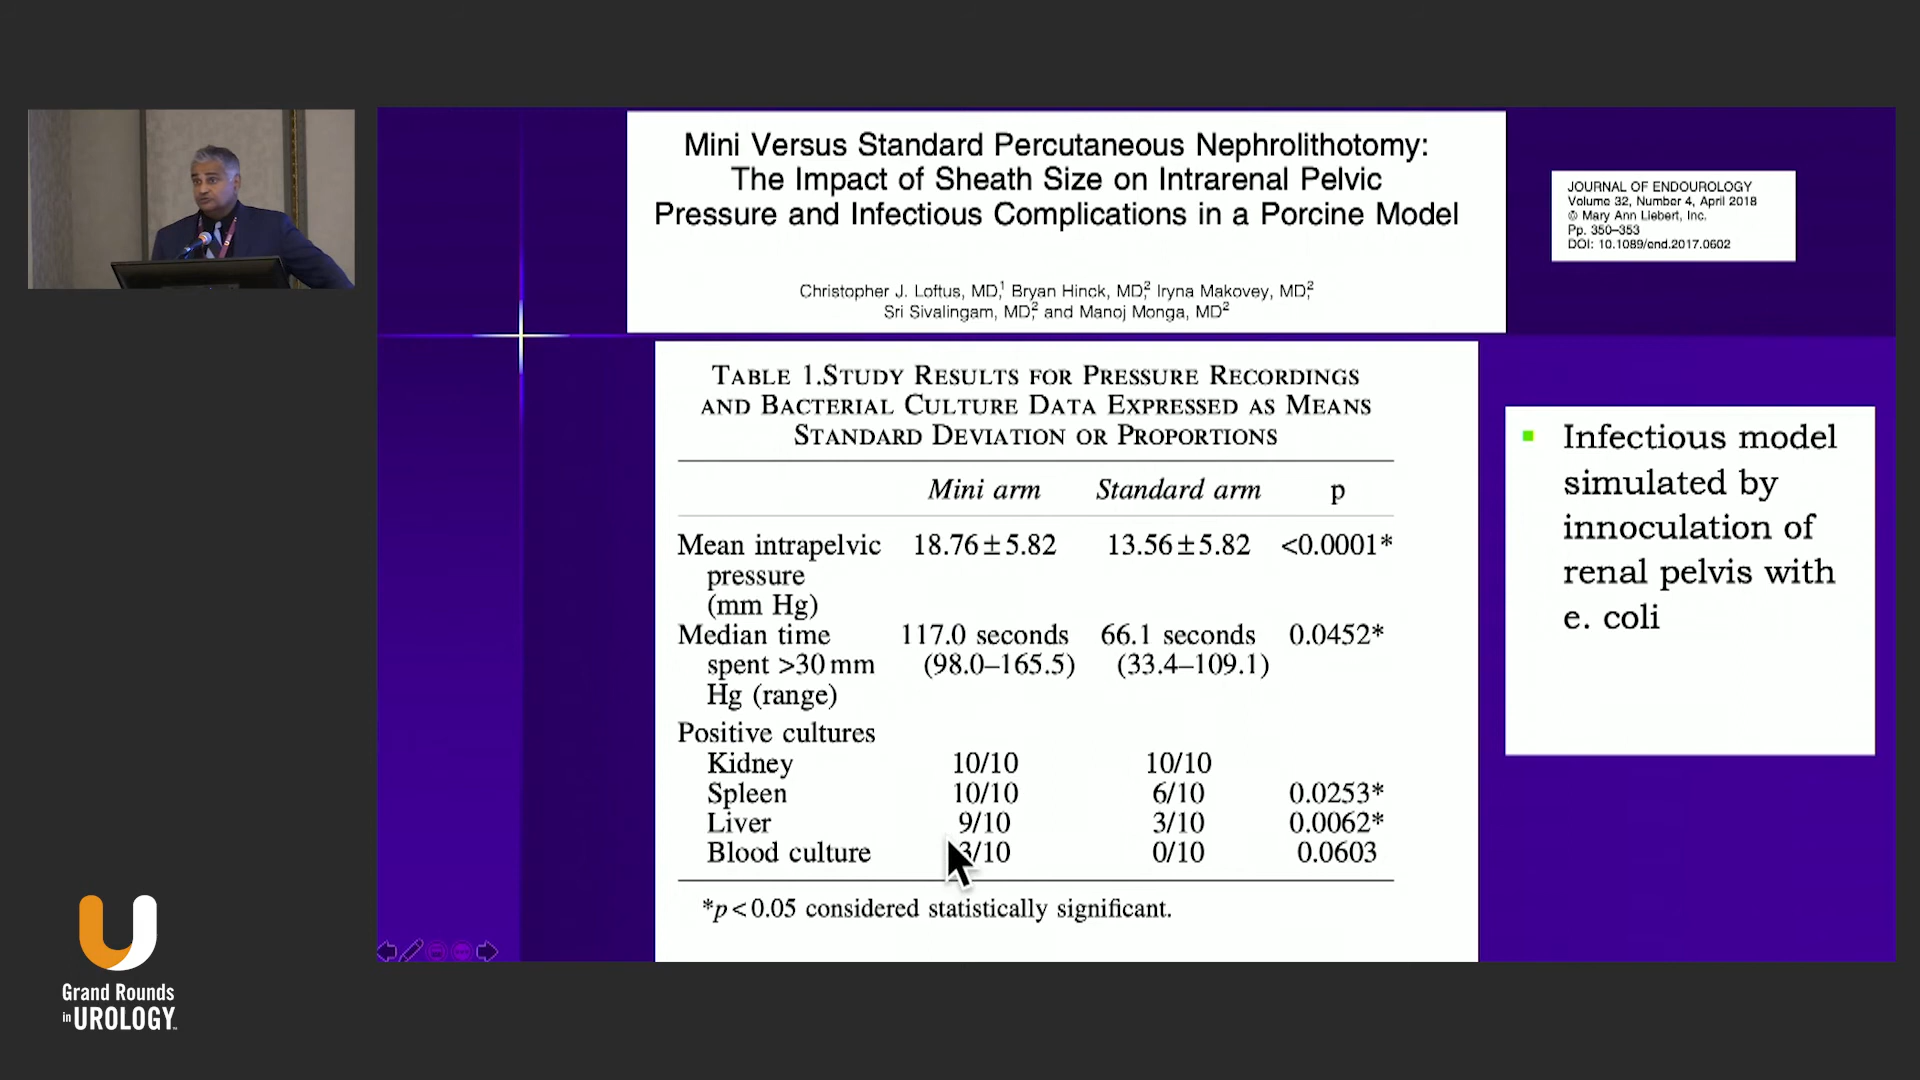 Mini Versus Standard Percutaneous Nephrolithotomy:
The Impact of Sheath Size on Intrarenal Pelvic
Pressure and Infectious Complications in a Porcine Model
Christopher J. Loftus, MD,1 Bryan Hinck, MD,2 Iryna Makovey, MD,2
Sri Sivalingam, MD,2 and Manoj Monga, MD2
JOURNAL OF ENDOUROLOGY
Volume 32, Number 4, April 2018
© Mary Ann Liebert, Inc.
Pp. 350–353
DOI: 10.1089/end.2017.0602
TABLE 1.STUDY RESULTS FOR PRESSURE RECORDINGS
AND BACTERIAL CULTURE DATA EXPRESSED AS MEANS
STANDARD DEVIATION OR PROPORTIONS
Mini arm Standard arm p
Mean intrapelvic 18.76±5.82 13.56±5.82 <0.0001*
pressure
(mm Hg)
Median time 117.0 seconds 66.1 seconds 0.0452*
spent >30 mm (98.0–165.5) (33.4–109.1)
Hg (range)
Positive cultures
Kidney 10/10 10/10
Spleen 10/10 6/10 0.0253*
Liver 9/10 3/10 0.0062*
Blood culture 3/10 0/10 0.0603
*p<0.05 considered statistically significant.
Infectious model
simulated by
innoculation of
renal pelvis with
e. coli
Grand Rounds
in UROLOGY